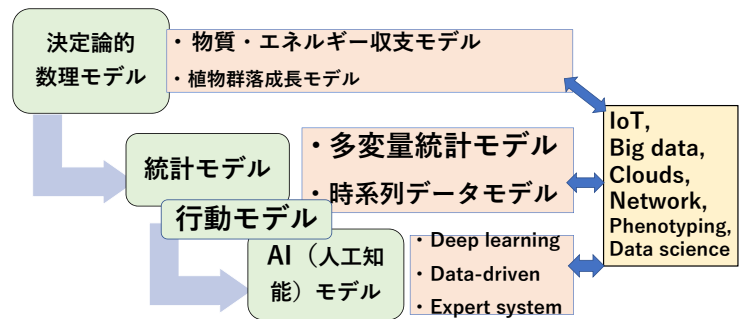 決定論的
数理モデル
・物質・エネルギー収支モデル
・植物群落成長モデル
統計モデル
・多変量統計モデル
・時系列データモデル
行動モデル
AI（人工知
能）モデル
・Deep learning
・Data-driven
・Expert system
IoT,
Big data,
Clouds,
Network,
Phenotyping,
Data science